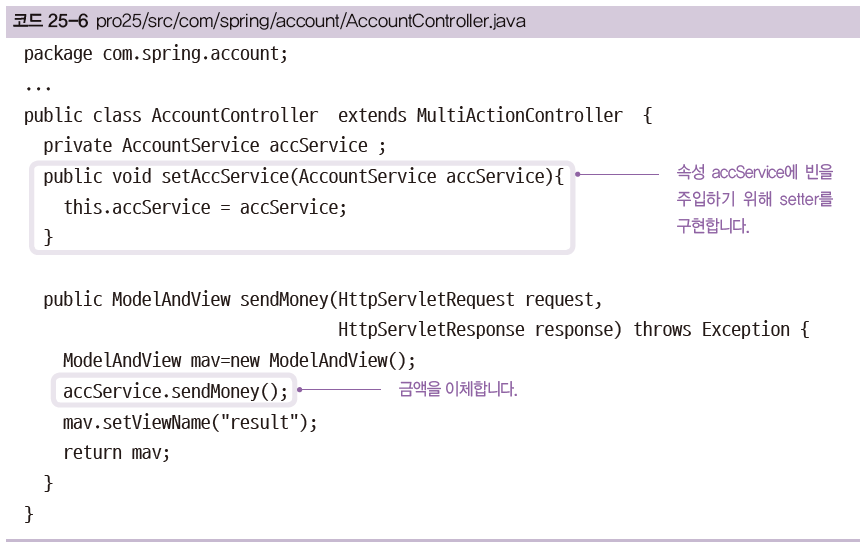 코드 25-6 pro25/src/com/spring/account/AccountController.java
package com.spring.account;
...
public class AccountController  extends MultiActionController  {
  private AccountService accService ;
  public void setAccService(AccountService accService){
    this.accService = accService;
  }
속성 accService에 빈을
주입하기 위해 setter를
구현합니다.
  public ModelAndView sendMoney(HttpServletRequest request,
                                HttpServletResponse response) throws Exception {
    ModelAndView mav=new ModelAndView();
    accService.sendMoney();
금액을 이체합니다.
    mav.setViewName("result");
    return mav;
  }
}